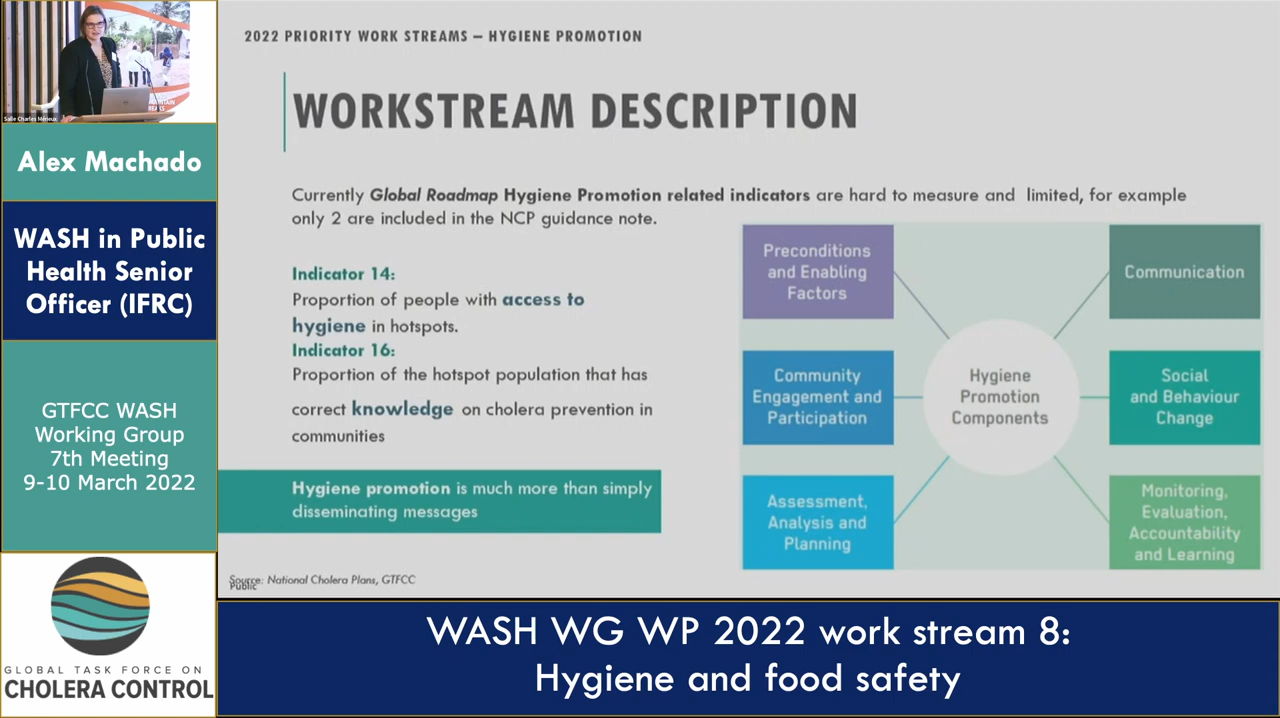 Salle Charles Mérieux
Alex Machado
WASH in Public
Health Senior
Officer (IFRC)
GTFCC WASH
Working Group
7th Meeting
9-10 March 2022
GLOBAL TASK FORCE ON
CHOLERA CONTROL
2022 PRIORITY WORK STREAMS – HYGIENE PROMOTION
WORKSTREAM DESCRIPTION
Currently Global Roadmap Hygiene Promotion related indicators are hard to measure and limited, for example
only 2 are included in the NCP guidance note.
Indicator 14:
Proportion of people with access to
hygiene in hotspots.
Indicator 16:
Proportion of the hotspot population that has
correct knowledge on cholera prevention in
communities
Hygiene promotion is much more than simply
disseminating messages
Preconditions
and Enabling
Factors
Community
Engagement and
Participation
Assessment,
Analysis and
Planning
Hygiene
Promotion
Components
Communication
Social
and Behaviour
Change
Monitoring,
Evaluation,
Accountability
and Learning
Source: National Cholera Plans, GTFCC
Public
WASH WG WP 2022 work stream 8:
Hygiene and food safety